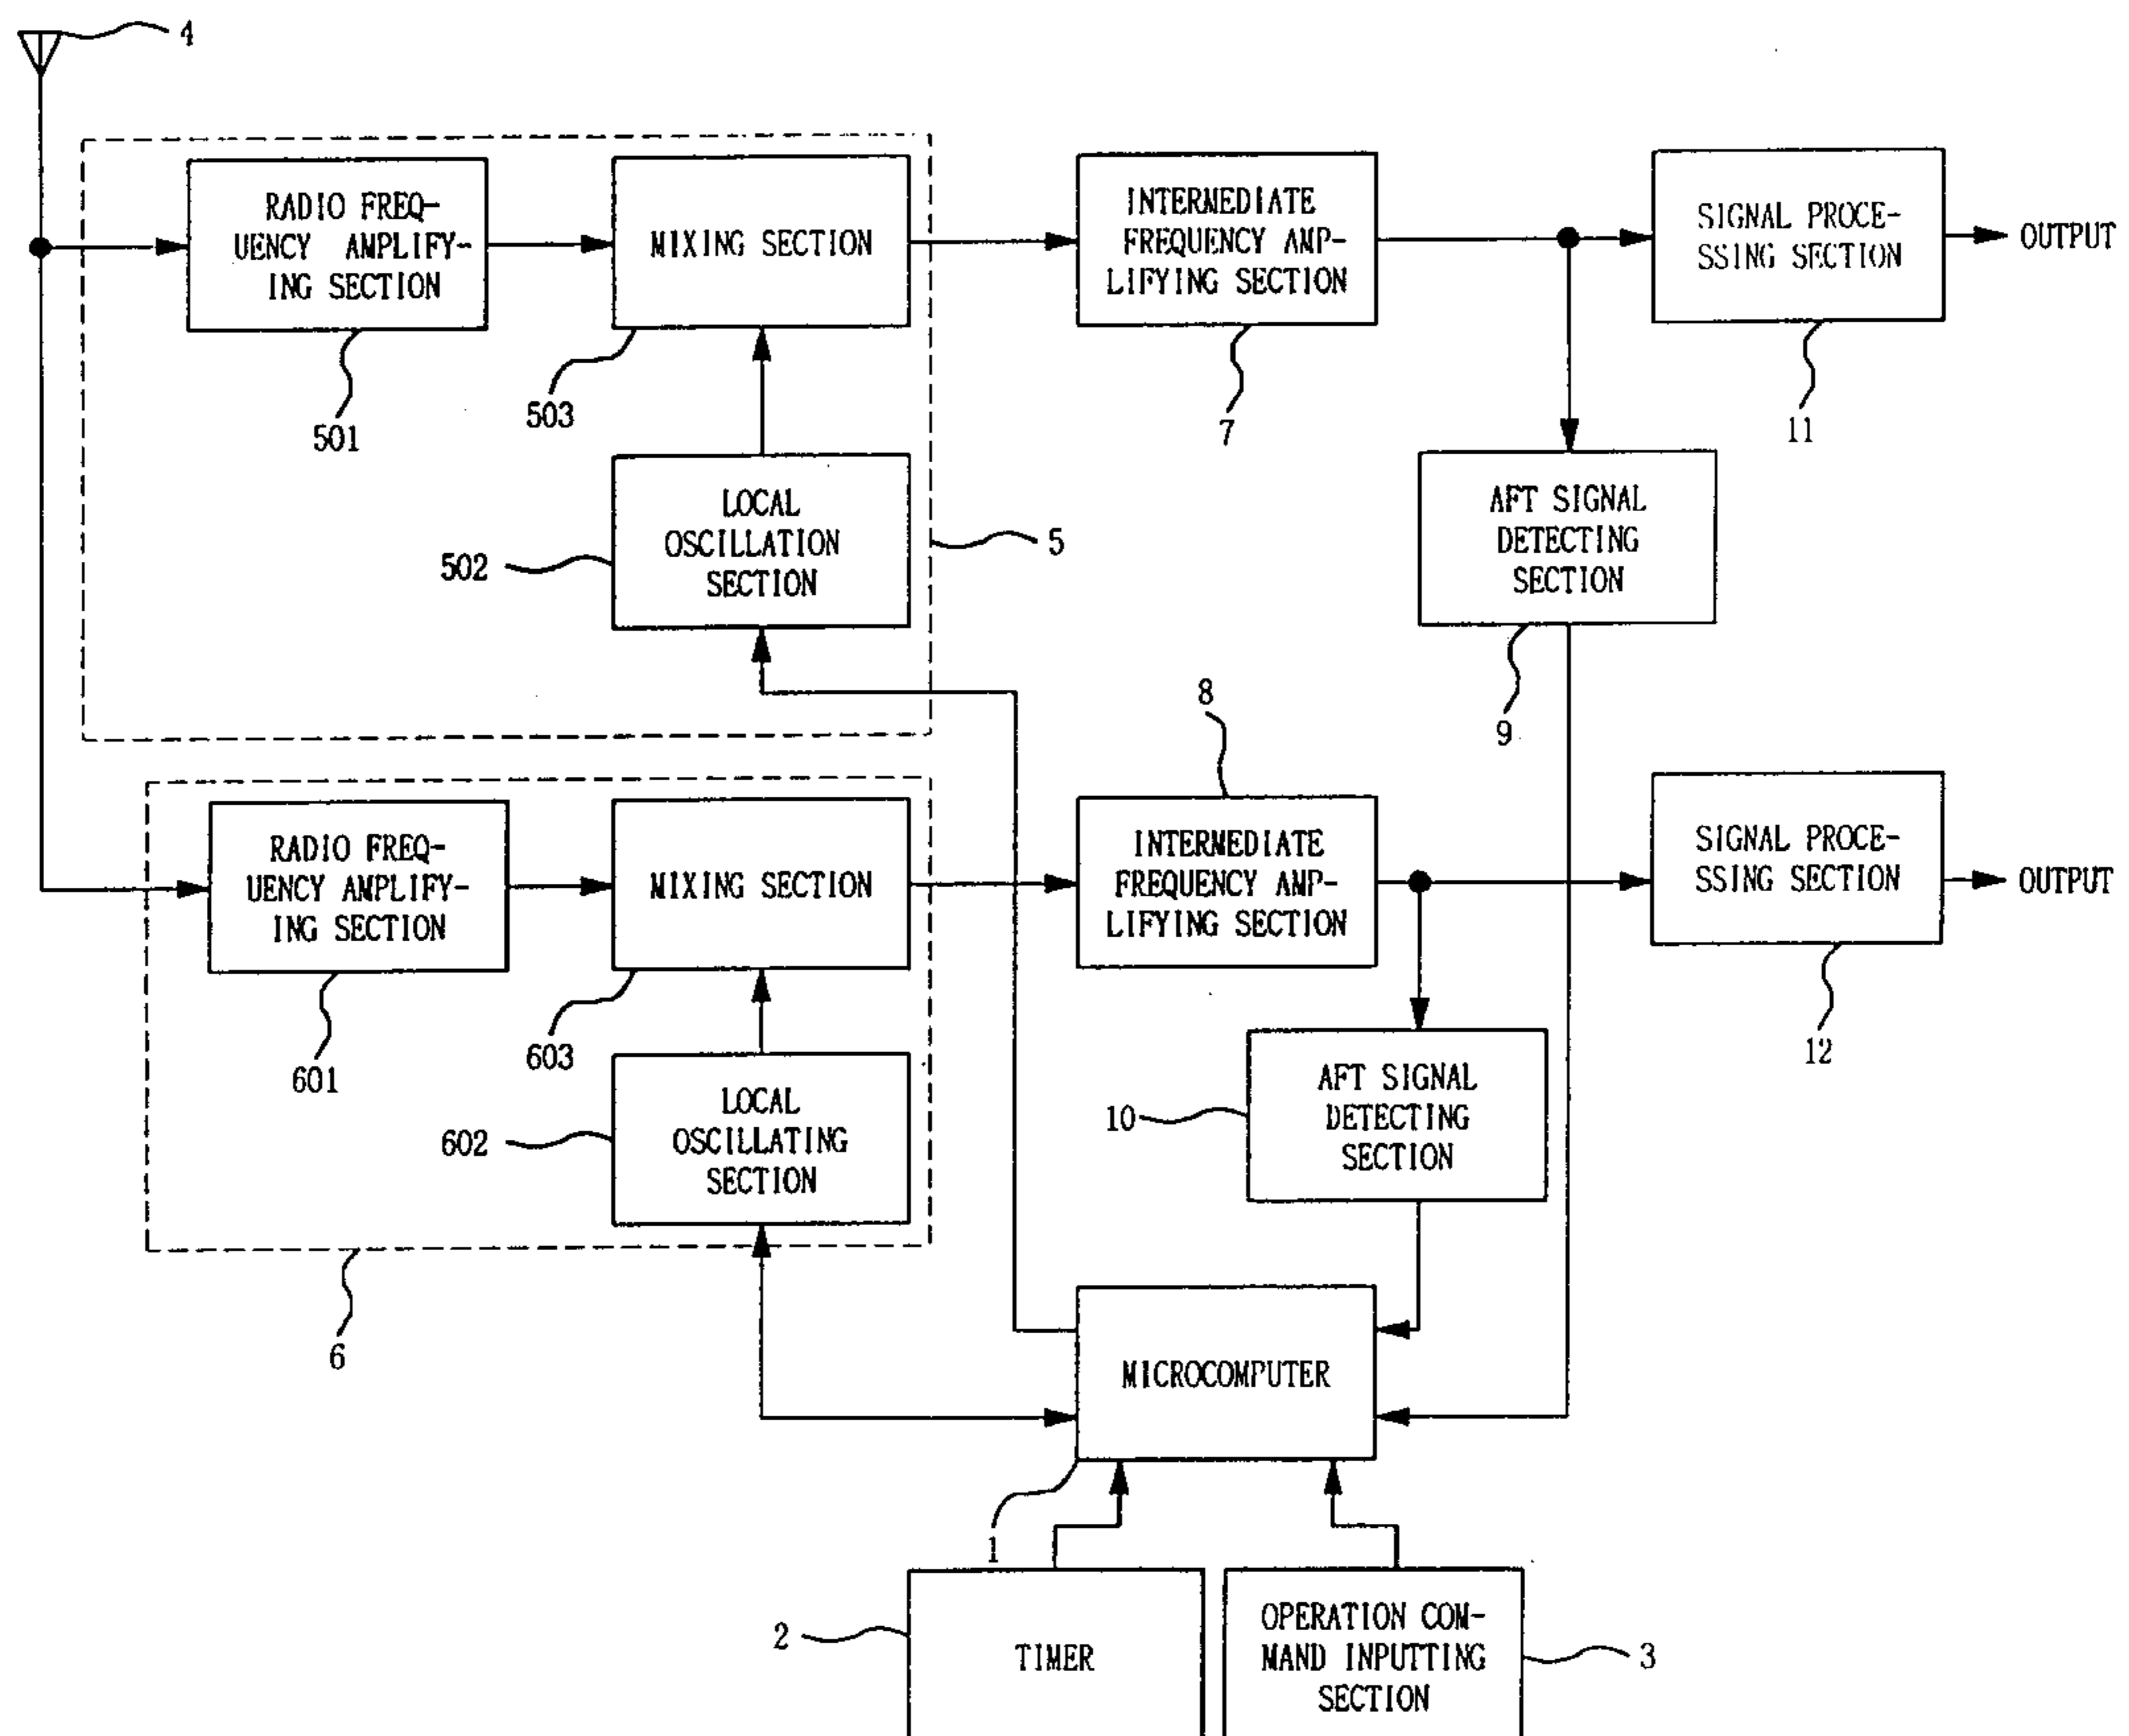 4
RADIO FREQ-
UENCY AMPLIFY-
ING SECTION
501
MIXING SECTION
503
INTERMEDIATE
FREQUENCY AMP-
LIFYING SECTION
7
SIGNAL PROCE-
SSING SECTION
11
OUTPUT
LOCAL
OSCILLATION
SECTION
502
5
AFT SIGNAL
DETECTING
SECTION
9
8
RADIO FREQ-
UENCY AMPLIFY-
ING SECTION
601
MIXING SECTION
603
INTERMEDIATE
FREQUENCY AMP-
LIFYING SECTION
SIGNAL PROCE-
SSING SECTION
12
OUTPUT
LOCAL
OSCILLATING
SECTION
602
10
AFT SIGNAL
DETECTING
SECTION
6
MICROCOMPUTER
1
2
TIMER
OPERATION COM-
MAND INPUTTING
SECTION
3